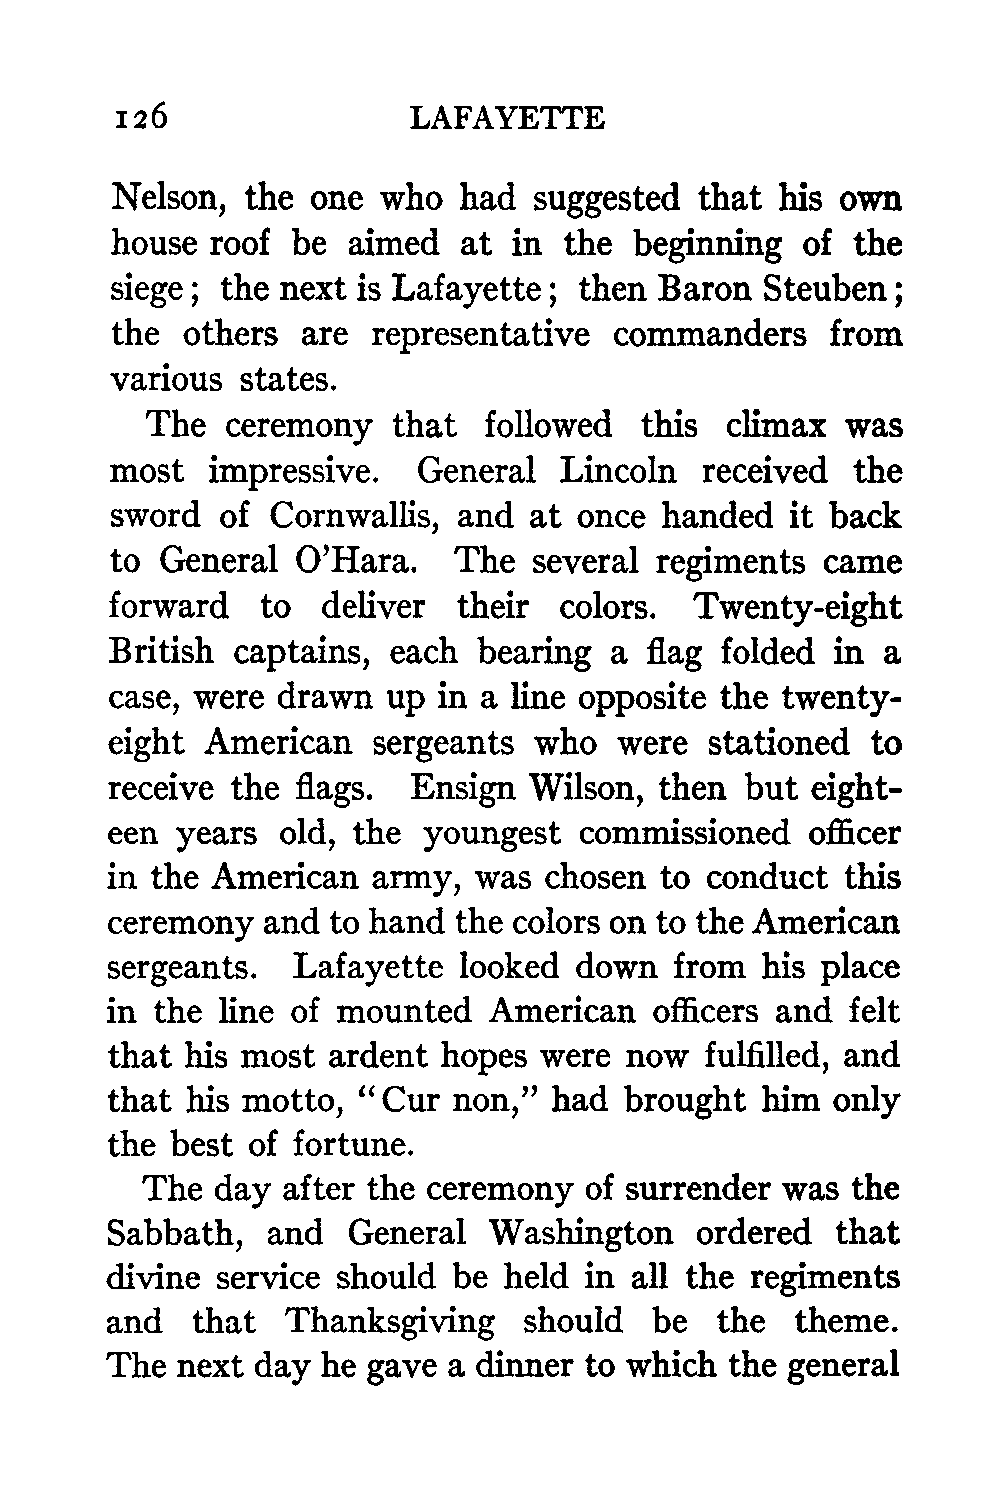 126 LAFAYETTE
Nelson, the one who had suggested that his own
house roof be aimed at in the beginning of the
siege; the next is Lafayette; then Baron Steuben;
the others are representative commanders from
various states.
The ceremony that followed this climax was
most impressive. General Lincoln received the
sword of Cornwallis, and at once handed it back
to General O'Hara. The several regiments came
forward to deliver their colors. Twenty-eight
British captains, each bearing a flag folded in a
case, were drawn up in a line opposite the twenty-
eight American sergeants who were stationed to
receive the flags. Ensign Wilson, then but eight-
een years old, the youngest commissioned officer
in the American army, was chosen to conduct this
ceremony and to hand the colors on to the American
sergeants. Lafayette looked down from his place
in the line of mounted American officers and felt
that his most ardent hopes were now fulfilled, and
that his motto, "Cur non," had brought him only
the best of fortune.
The day after the ceremony of surrender was the
Sabbath, and General Washington ordered that
divine service should be held in all the regiments
and that Thanksgiving should be the theme.
The next day he gave a dinner to which the general